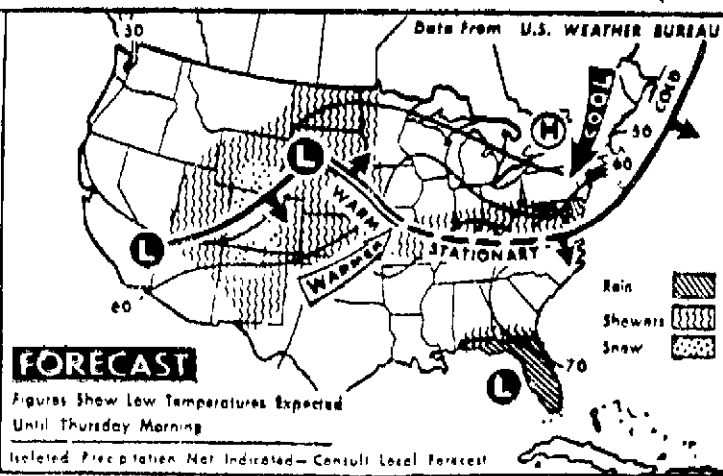 Data From U.S. WEATHER BUREAU
30
H
COOL
COLD
50
60
L
WARM
L
WARMER
STATIONARY
60
Rain
Showers
Snow
70
L
FORECAST
Figures Show Low Temperatures Expected
Until Thursday Morning
Isolated Precipitation Not Indicated—Consult Local Forecast